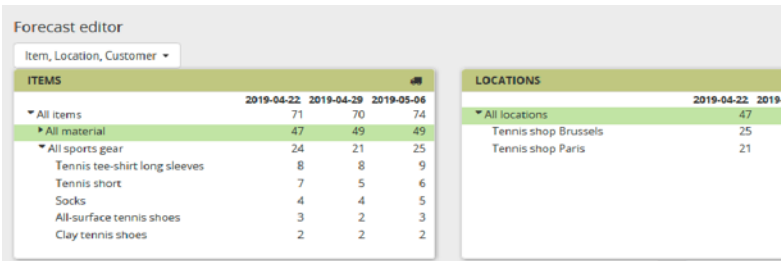 Forecast editor
Item, Location, Customer
ITEMS
2019-04-22 2019-04-29 2019-05-06
All items 71 70 74
All material 47 49 49
All sports gear 24 21 25
Tennis tee-shirt long sleeves 8 8 9
Tennis short 7 5 6
Socks 4 4 5
All-surface tennis shoes 3 2 3
Clay tennis shoes 2 2 2
LOCATIONS
2019-04-22 2019-
All locations 47
Tennis shop Brussels 25
Tennis shop Paris 21